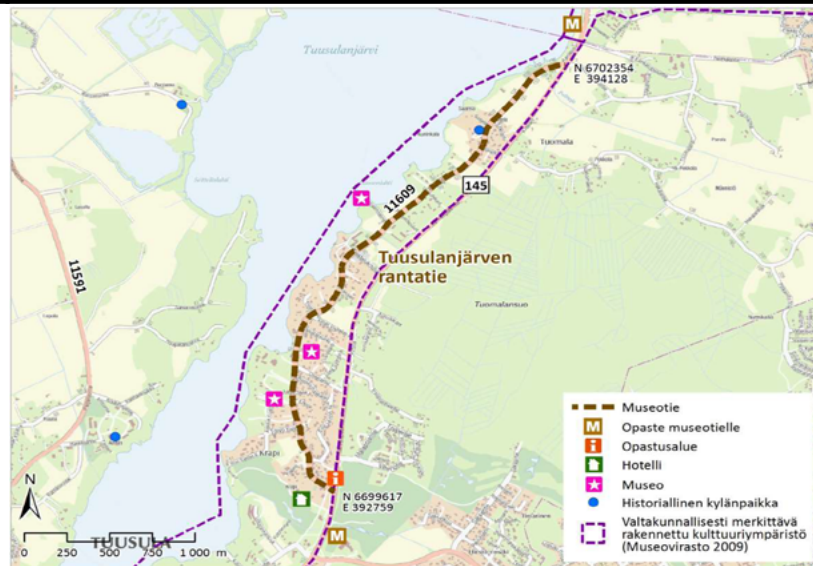 Tuusulanjärvi
M
N 6702354
E 394128
Tuomala
145
11609
Tuusulanjärven
rantatie
11591
Tuomalansuo
Krapi
N 6699617
E 392759
M
N
0 250 500 750 1 000 m
TUUSULA
Museotie
M Opaste museotielle
i Opastusalue
Hotelli
Museo
Historiallinen kylänpaikka
Valtakunnallisesti merkittävä
rakennettu kulttuuriympäristö
(Museovirasto 2009)